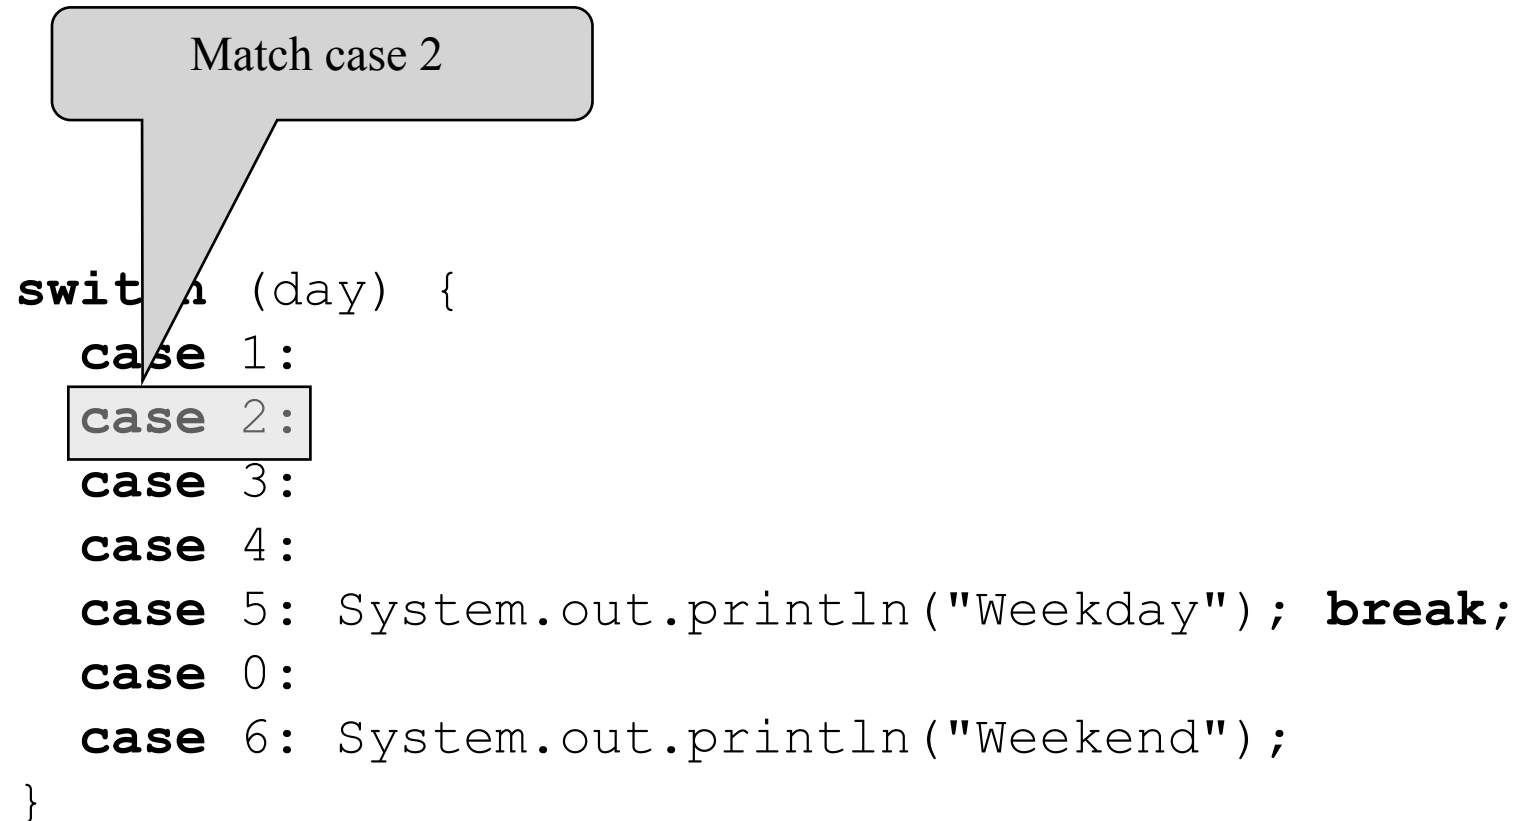 Match case 2
switch (day) {
  case 1:
  case 2:
  case 3:
  case 4:
  case 5: System.out.println("Weekday"); break;
  case 0:
  case 6: System.out.println("Weekend");
}